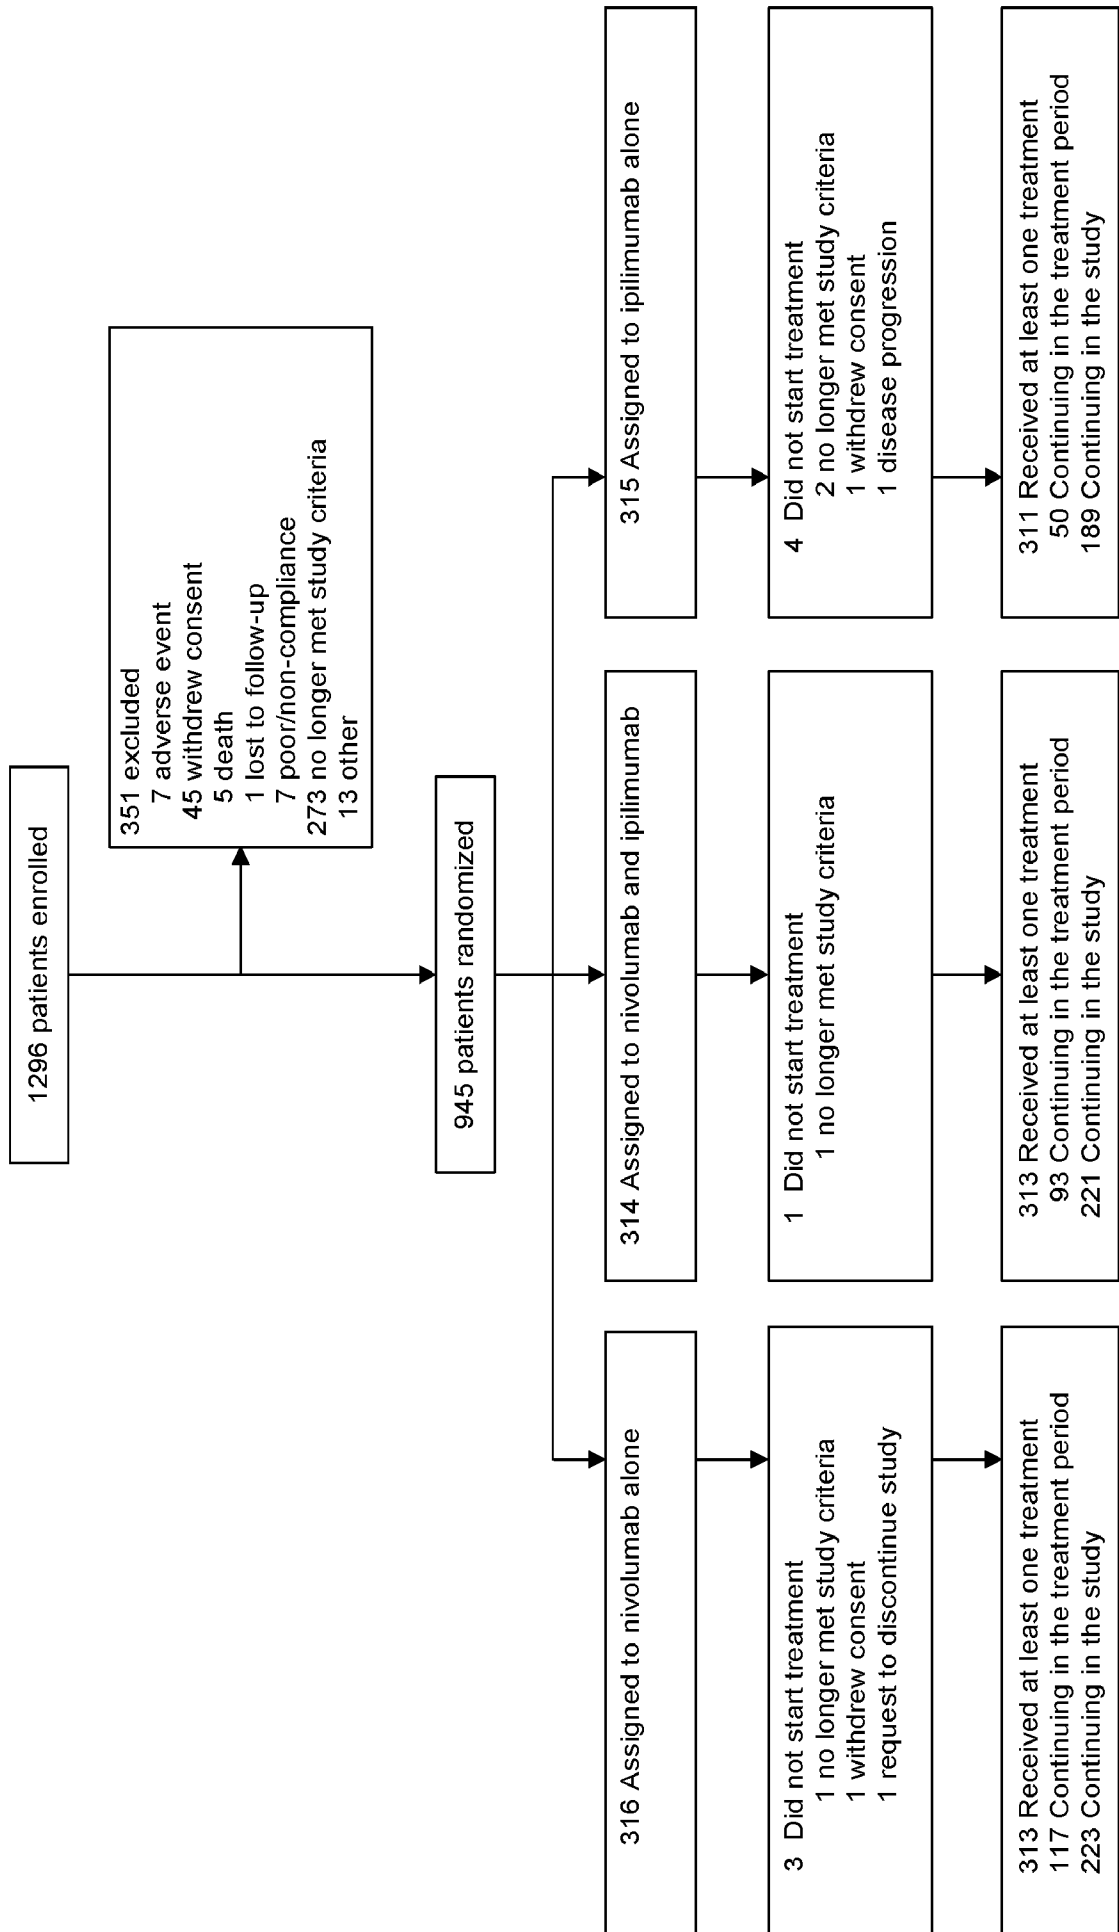 1296 patients enrolled
351 excluded
7 adverse event
45 withdrew consent
5 death
1 lost to follow-up
7 poor/non-compliance
273 no longer met study criteria
13 other
945 patients randomized
316 Assigned to nivolumab alone
314 Assigned to nivolumab and ipilimumab
315 Assigned to ipilimumab alone
3 Did not start treatment
1 no longer met study criteria
1 withdrew consent
1 request to discontinue study
1 Did not start treatment
1 no longer met study criteria
4 Did not start treatment
2 no longer met study criteria
1 withdrew consent
1 disease progression
313 Received at least one treatment
117 Continuing in the treatment period
223 Continuing in the study
313 Received at least one treatment
93 Continuing in the treatment period
221 Continuing in the study
311 Received at least one treatment
50 Continuing in the treatment period
189 Continuing in the study